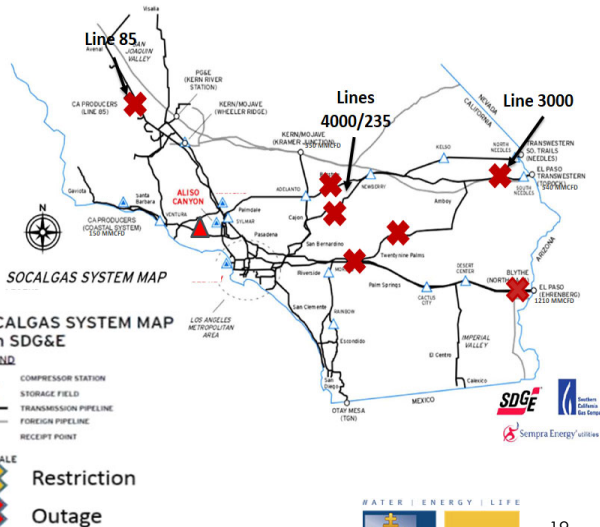 Visalia
Line 85
Avenal
SAN
JOAQUIN
VALLEY
PG&E
(KERN RIVER
STATION)
CA PRODUCERS
(LINE 85)
KERN/MOJAVE
(WHEELER RIDGE)
Lines
4000/235
Line 3000
NEVADA
CALIFORNIA
KERN/MOJAVE
(KRAMER JUNCTION)
550 MMCFD
KELSO
NORTH
NEEDLES
TRANSWESTERN
SO. TRAILS
(NEEDLES)
EL PASO
TRANSWESTERN
540 MMCFD
SOUTH
NEEDLES
NEWBERRY
ADELANTO
Gaviota
Santa
Barbara
ALISO
CANYON
VENTURA
Palmdale
SYLMAR
Cajon
Amboy
CA PRODUCERS
(COASTAL SYSTEM)
150 MMCFD
Pasadena
San Bernardino
Twentynine Palms
ARIZONA
N
SOCALGAS SYSTEM MAP
Riverside
DESERT
CENTER
BLYTHE
Palm Springs
CACTUS
CITY
EL PASO
(EHRENBERG)
1210 MMCFD
San Clemente
RAINBOW
LOS ANGELES
METROPOLITAN
AREA
Escondido
IMPERIAL
VALLEY
El Centro
San
Diego
Calexico
MEXICO
OTAY MESA
(TGN)
CALGAS SYSTEM MAP
SDG&E
END
COMPRESSOR STATION
STORAGE FIELD
TRANSMISSION PIPELINE
FOREIGN PIPELINE
RECEIPT POINT
SDGE
Southern
California
Gas Comp
Sempra Energy utilities
Restriction
Outage
WATER | ENERGY | LIFE